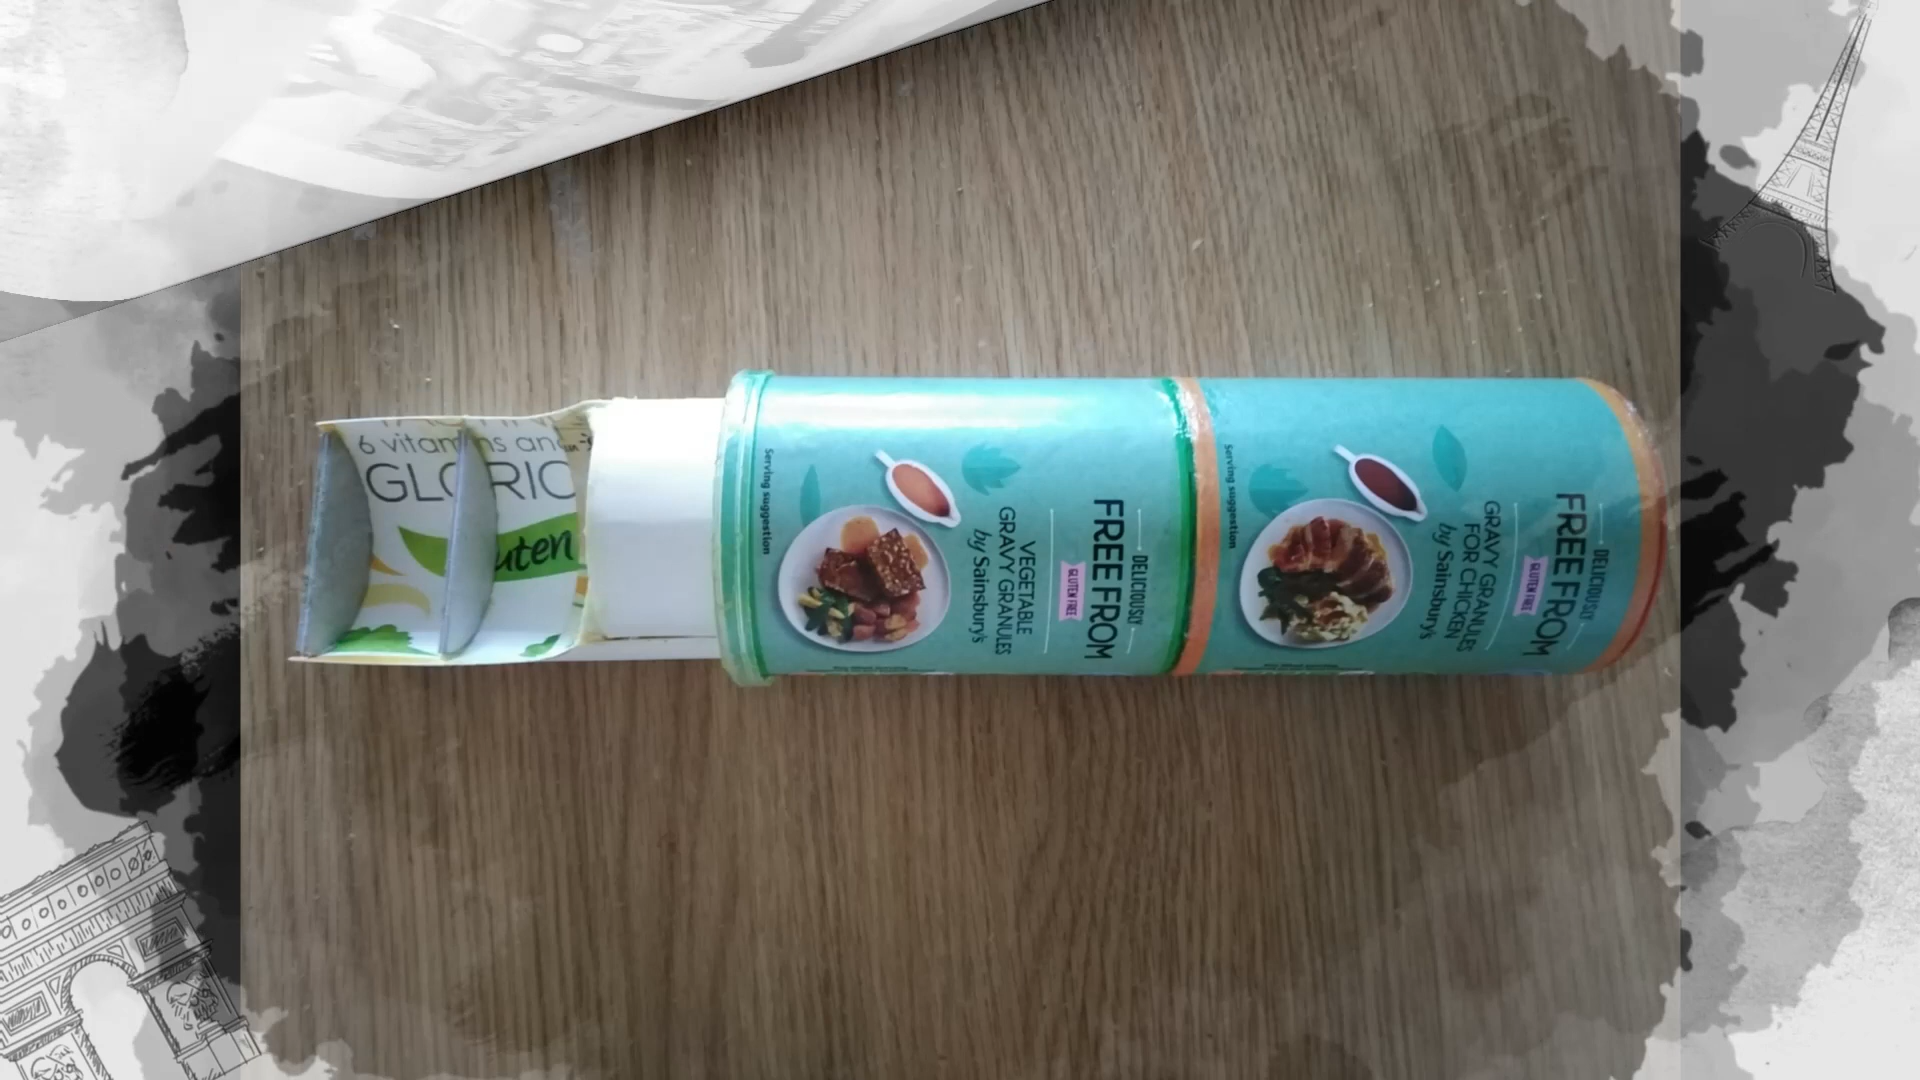 6 vitamins and
GLORIO
uten
Serving suggestion
DELICIOUSLY
FREE FROM
GLUTEN FREE
VEGETABLE
GRAVY GRANULES
by Sainsbury's
Serving suggestion
DELICIOUSLY
FREE FROM
GLUTEN FREE
GRAVY GRANULES
FOR CHICKEN
by Sainsbury's